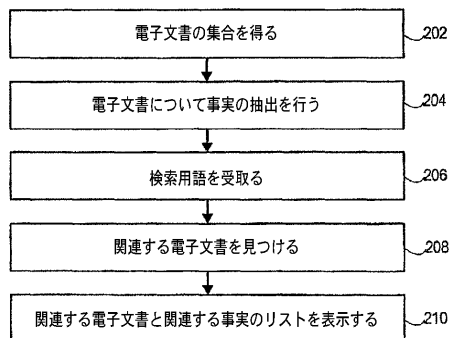 電子文書の集合を得る 202
電子文書について事実の抽出を行う 204
検索用語を受取る 206
関連する電子文書を見つける 208
関連する電子文書と関連する事実のリストを表示する 210